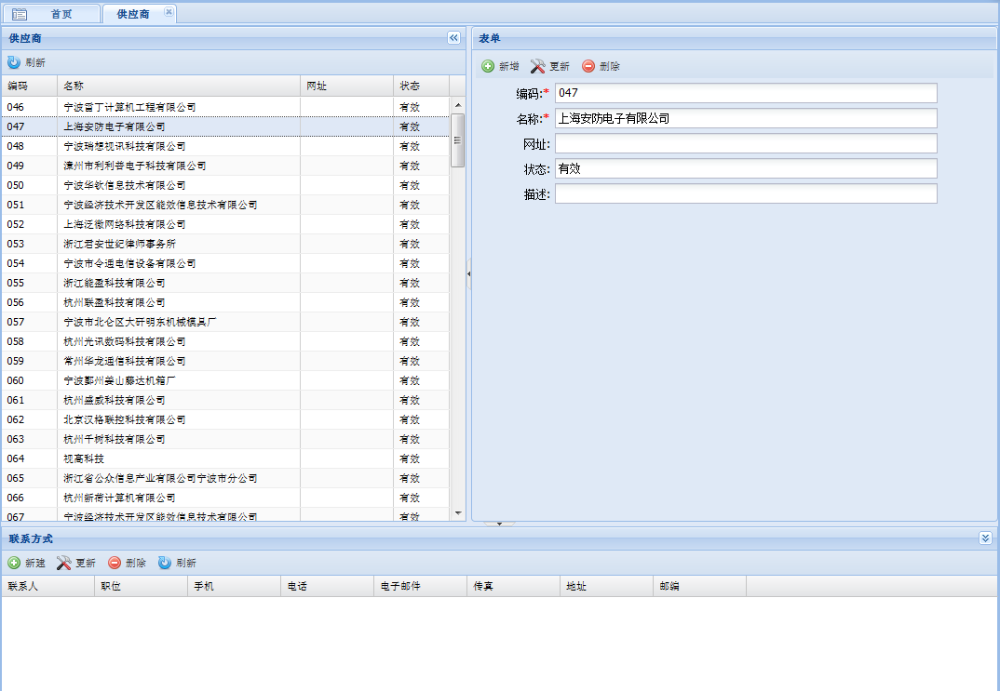 首页 供应商
供应商
刷新
编码 名称 网址 状态
046 宁波雷丁计算机工程有限公司 有效
047 上海安防电子有限公司 有效
048 宁波瑞想视讯科技有限公司 有效
049 漳州市利利普电子科技有限公司 有效
050 宁波华钦信息技术有限公司 有效
051 宁波经济技术开发区能效信息技术有限公司 有效
052 上海泛微网络科技有限公司 有效
053 浙江君安世纪律师事务所 有效
054 宁波市令通电信设备有限公司 有效
055 浙江能盈科技有限公司 有效
056 杭州联盈科技有限公司 有效
057 宁波市北仑区大矸明东机械模具厂 有效
058 杭州光讯数码科技有限公司 有效
059 常州华龙通信科技有限公司 有效
060 宁波鄞州姜山藤达机箱厂 有效
061 杭州盛威科技有限公司 有效
062 北京汉格联控科技有限公司 有效
063 杭州千树科技有限公司 有效
064 视高科技 有效
065 浙江省公众信息产业有限公司宁波市分公司 有效
066 杭州新荷计算机有限公司 有效
067 宁波经济技术开发区能效信息技术有限公司 有效
表单
新增 更新 删除
编码:* 047
名称:* 上海安防电子有限公司
网址:
状态: 有效
描述:
联系方式
新建 更新 删除 刷新
联系人 职位 手机 电话 电子邮件 传真 地址 邮编